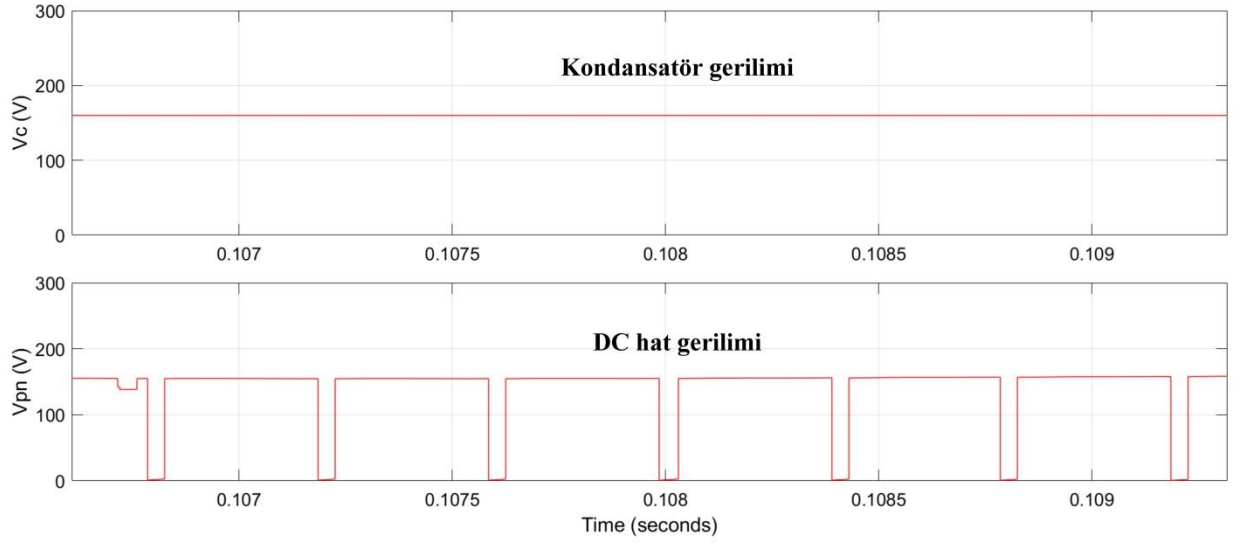 300
200
100
0
Vc (V)
Kondansatör gerilimi
0.107 0.1075 0.108 0.1085 0.109
300
200
100
0
Vpn (V)
DC hat gerilimi
0.107 0.1075 0.108 0.1085 0.109
Time (seconds)